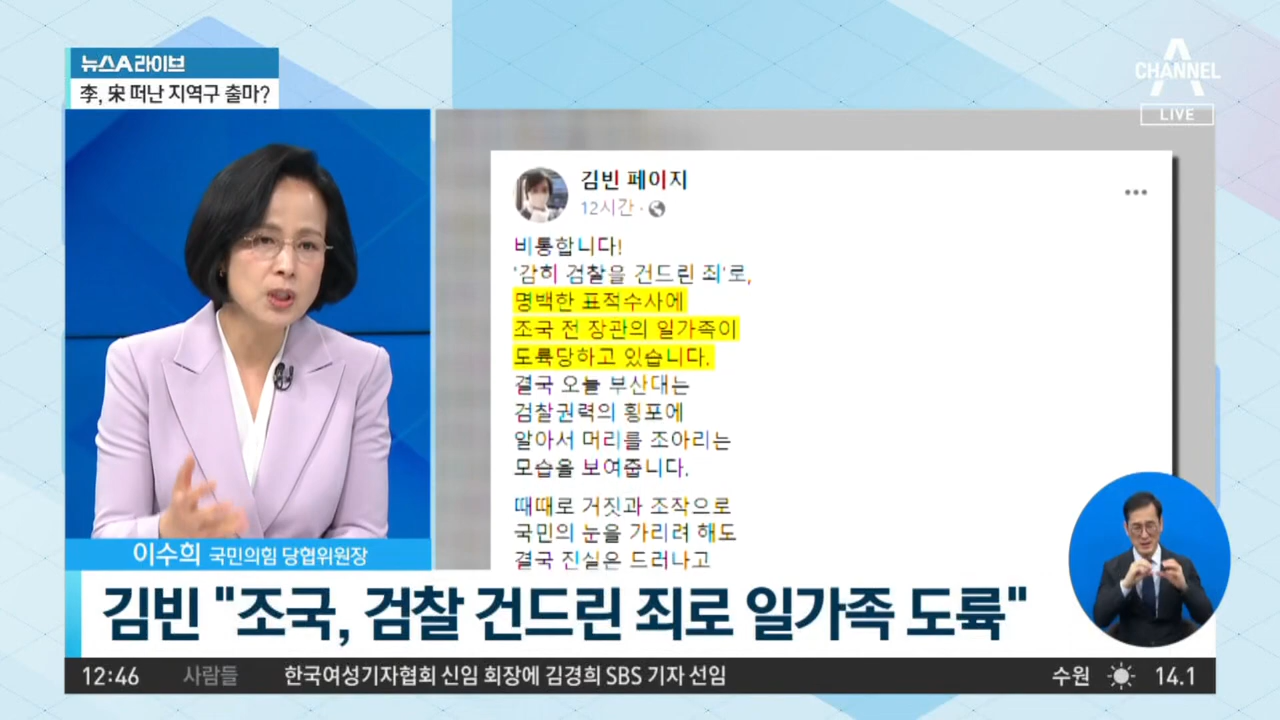 뉴스A 라이브
李, 宋 떠난 지역구 출마?
CHANNEL A
LIVE
김빈 페이지
12시간 ·
비통합니다!
'감히 검찰을 건드린 죄'로,
명백한 표적수사에
조국 전 장관의 일가족이
도륙당하고 있습니다.
결국 오늘 부산대는
검찰권력의 횡포에
알아서 머리를 조아리는
모습을 보여줍니다.
때때로 거짓과 조작으로
국민의 눈을 가리려 해도
결국 진실은 드러나고
이수희 국민의힘 당협위원장
김빈 "조국, 검찰 건드린 죄로 일가족 도륙"
12:46 사람들 한국여성기자협회 신임 회장에 김경희 SBS 기자 선임 수원 14.1